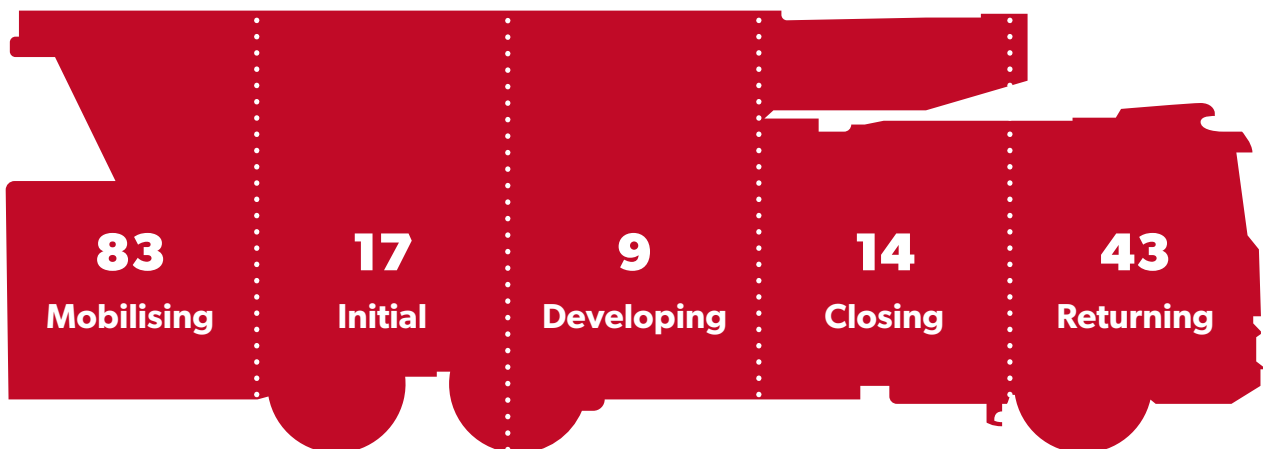 83
Mobilising
17
Initial
9
Developing
14
Closing
43
Returning